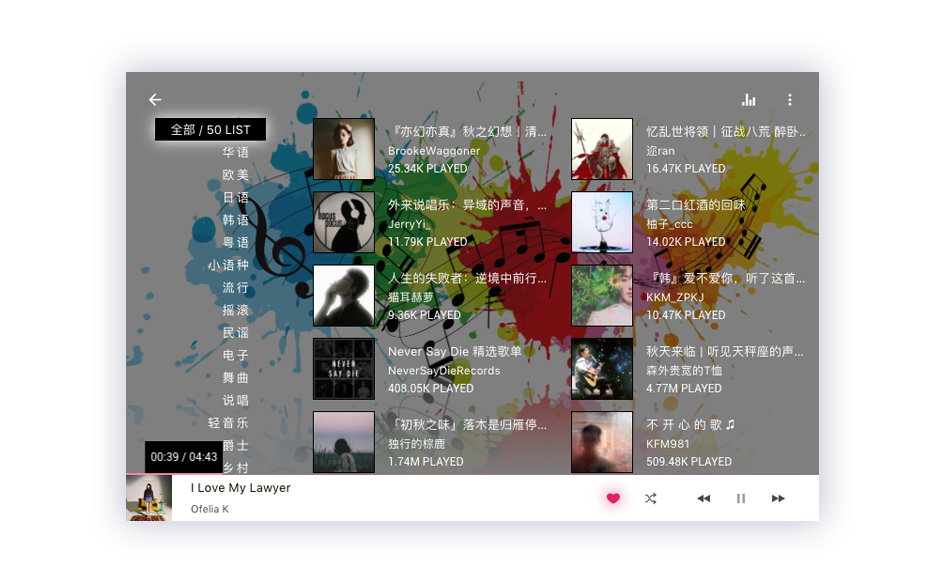 全部 / 50 LIST
华语
欧美
日语
韩语
粤语
小语种
流行
摇滚
民谣
电子
舞曲
说唱
轻音乐
爵士
乡村
『亦幻亦真』秋之幻想｜清...
BrookeWaggoner
25.34K PLAYED
忆乱世将领｜征战八荒 醉卧..
迩ran
16.47K PLAYED
hocus pocus
外来说唱乐：异域的声音，...
JerryYi_
11.79K PLAYED
第二口红酒的回味
柚子_ccc
14.02K PLAYED
人生的失败者：逆境中前行...
猫耳赫萝
9.36K PLAYED
『韩』爱不爱你，听了这首...
KKM_ZPKJ
10.47K PLAYED
NEVER
SAY DIE
Never Say Die 精选歌单
NeverSayDieRecords
408.05K PLAYED
秋天来临 | 听见天秤座的声...
森外贵宽的T恤
4.77M PLAYED
「初秋之味」落木是归雁停...
独行的棕鹿
1.74M PLAYED
不 开 心 的 歌 ♫
KFM981
509.48K PLAYED
00:39 / 04:43
I Love My Lawyer
Ofelia K